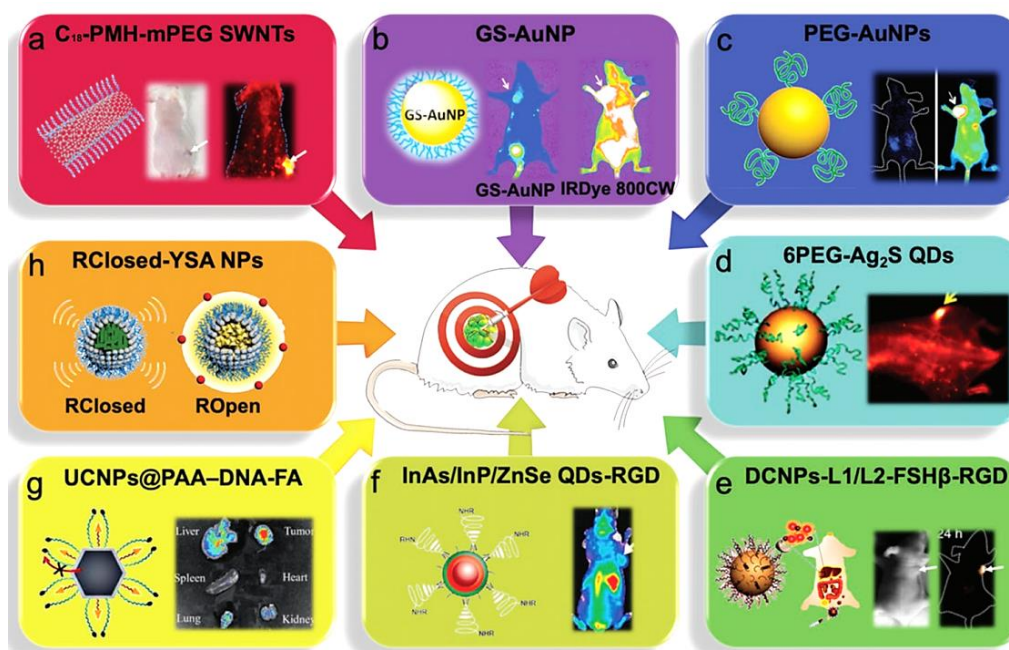 a
C₁₈-PMH-mPEG SWNTs
b
GS-AuNP
GS-AuNP
GS-AuNP IRDye 800CW
c
PEG-AuNPs
h
RClosed-YSA NPs
RClosed ROpen
d
6PEG-Ag₂S QDs
g
UCNPs@PAA–DNA-FA
Liver Tumor
Spleen Heart
Lung Kidney
f
InAs/InP/ZnSe QDs-RGD
NHR
RHN NHR
NHR NHR
NHR NHR
NHR
e
DCNPs-L1/L2-FSHβ-RGD
24 h